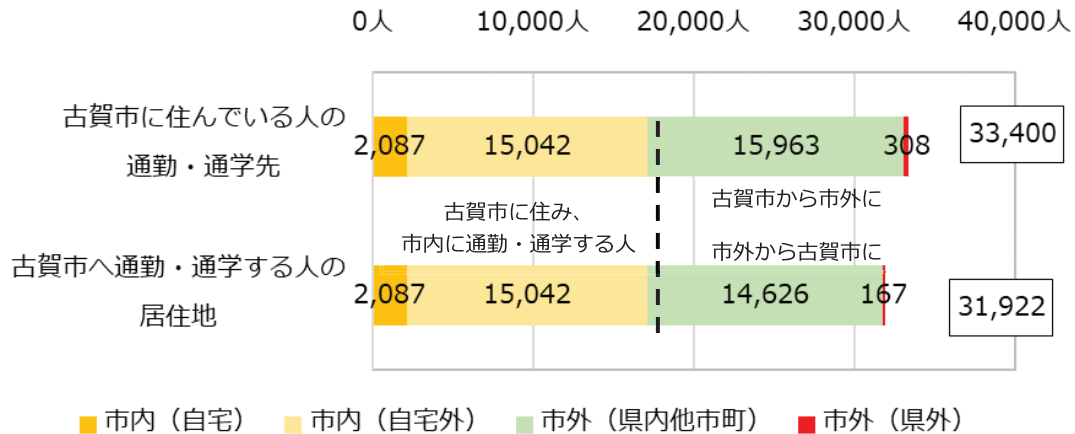 0人 10,000人 20,000人 30,000人 40,000人
古賀市に住んでいる人の
通勤・通学先
2,087 15,042 15,963 308
33,400
古賀市に住み、
市内に通勤・通学する人
古賀市から市外に
市外から古賀市に
古賀市へ通勤・通学する人の
居住地
2,087 15,042 14,626 167
31,922
市内（自宅） 市内（自宅外） 市外（県内他市町） 市外（県外）